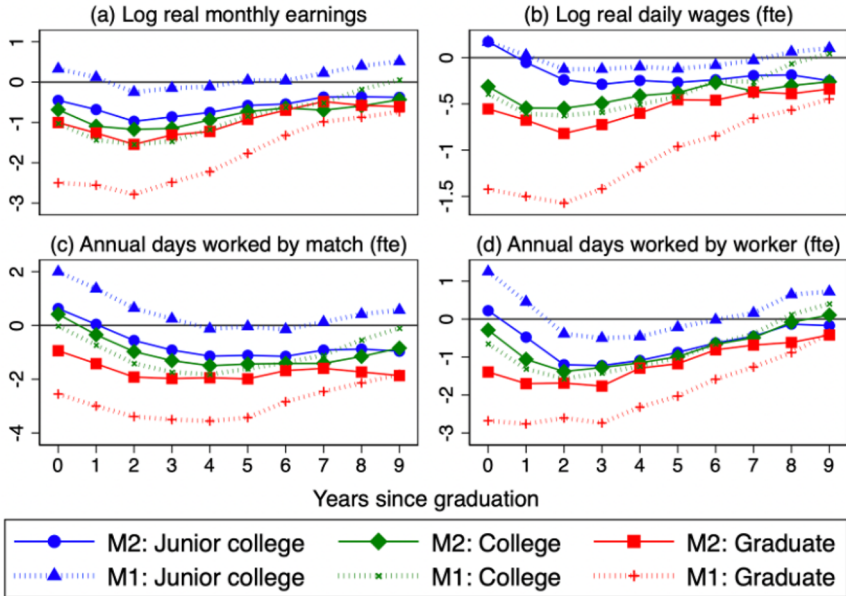 (a) Log real monthly earnings
1
0
-1
-2
-3
(b) Log real daily wages (fte)
0
-.5
-1
-1.5
(c) Annual days worked by match (fte)
2
0
-2
-4
0 1 2 3 4 5 6 7 8 9
(d) Annual days worked by worker (fte)
1
0
-1
-2
-3
0 1 2 3 4 5 6 7 8 9
Years since graduation
M2: Junior college M2: College M2: Graduate
M1: Junior college M1: College M1: Graduate